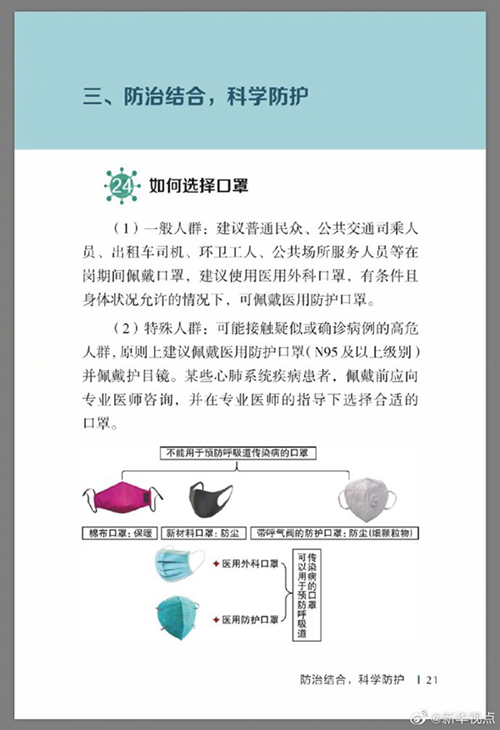 三、防治结合，科学防护
24 如何选择口罩
（1）一般人群：建议普通民众、公共交通司乘人
员、出租车司机、环卫工人、公共场所服务人员等在
岗期间佩戴口罩，建议使用医用外科口罩，有条件且
身体状况允许的情况下，可佩戴医用防护口罩。
（2）特殊人群：可能接触疑似或确诊病例的高危
人群，原则上建议佩戴医用防护口罩（N95及以上级别）
并佩戴护目镜。某些心肺系统疾病患者，佩戴前应向
专业医师咨询，并在专业医师的指导下选择合适的
口罩。
不能用于预防呼吸道传染病的口罩
棉布口罩：保暖
新材料口罩：防尘
带呼气阀的防护口罩：防尘(细颗粒物)
医用外科口罩
医用防护口罩
可以用于预防呼吸道
传染病的口罩
防治结合，科学防护 21
@新华视点